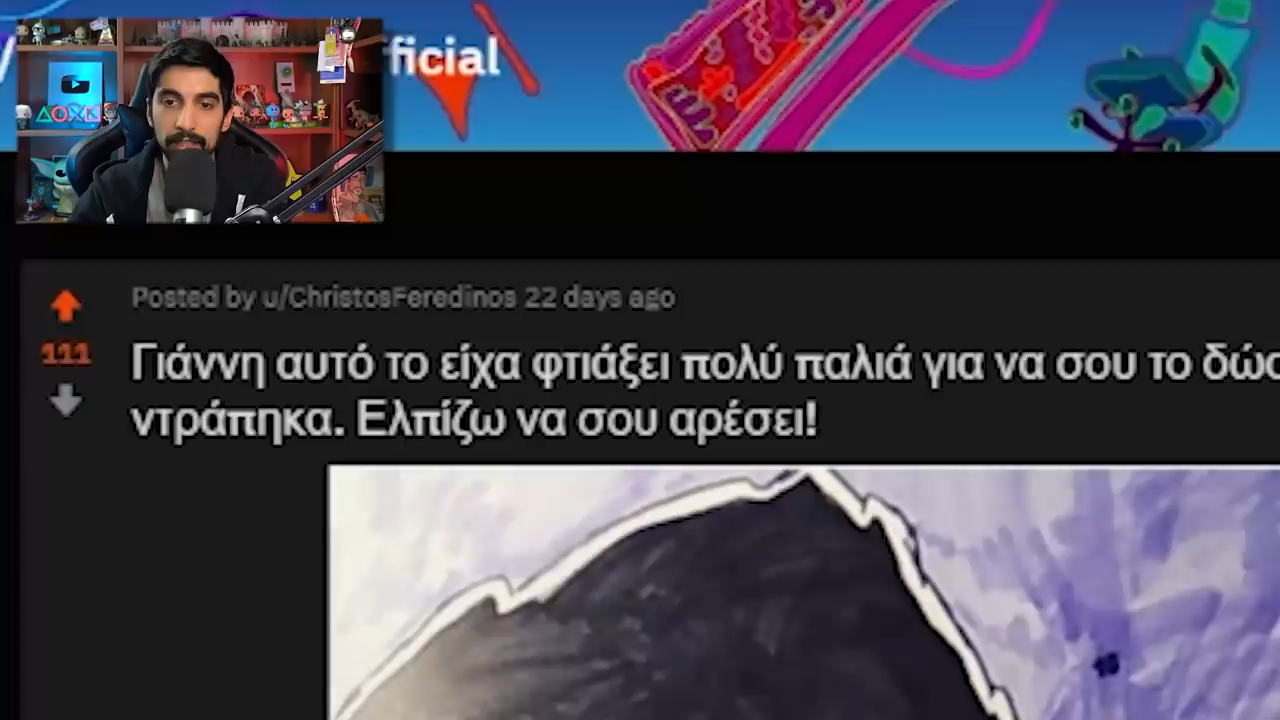 ficial
Posted by u/ChristosFeredinos 22 days ago
111
Γιάννη αυτό το είχα φτιάξει πολύ παλιά για να σου το
ντράπηκα. Ελπίζω να σου αρέσει!